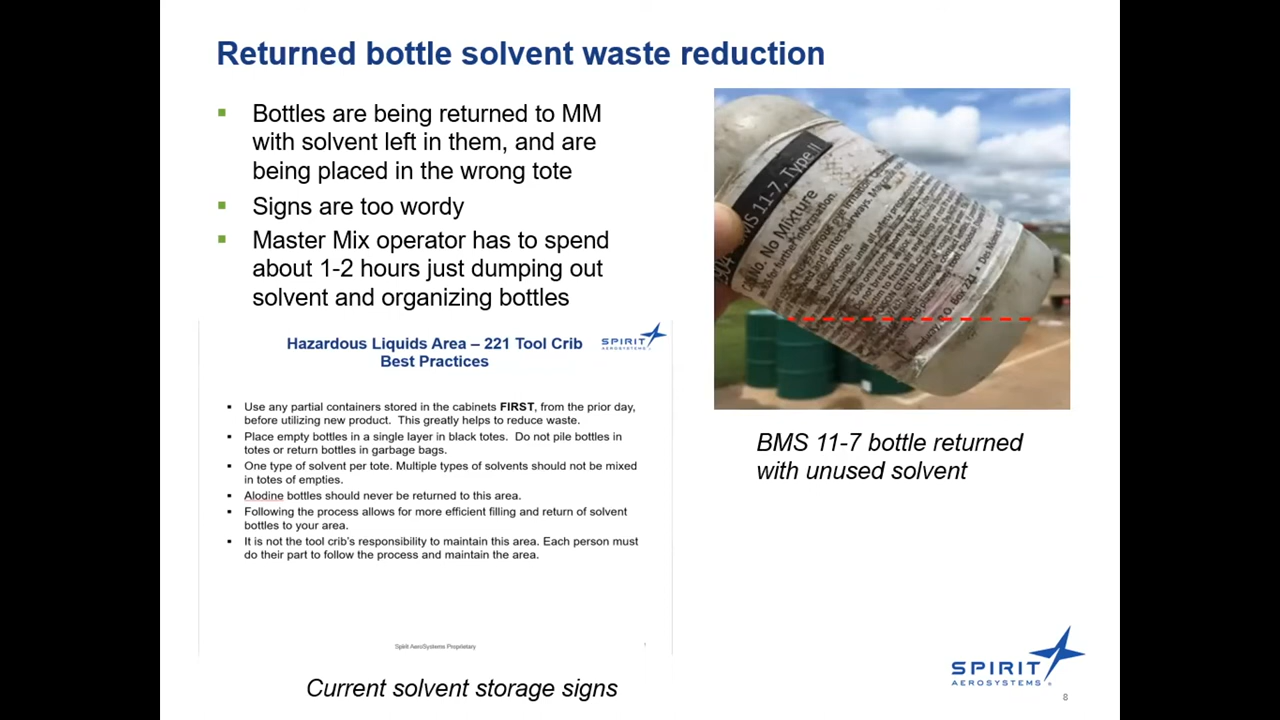 Returned bottle solvent waste reduction
Bottles are being returned to MM
with solvent left in them, and are
being placed in the wrong tote
Signs are too wordy
Master Mix operator has to spend
about 1-2 hours just dumping out
solvent and organizing bottles
Hazardous Liquids Area – 221 Tool Crib
Best Practices
SPIRIT
AEROSYSTEMS
Use any partial containers stored in the cabinets FIRST, from the prior day,
before utilizing new product. This greatly helps to reduce waste.
Place empty bottles in a single layer in black totes. Do not pile bottles in
totes or return bottles in garbage bags.
One type of solvent per tote. Multiple types of solvents should not be mixed
in totes of empties.
Alodine bottles should never be returned to this area.
Following the process allows for more efficient filling and return of solvent
bottles to your area.
It is not the tool crib's responsibility to maintain this area. Each person must
do their part to follow the process and maintain the area.
Spirit AeroSystems Proprietary
Current solvent storage signs
BMS 11-7, Type II
No Mixture
for further information.
BMS 11-7 bottle returned
with unused solvent
SPIRIT
AEROSYSTEMS
8